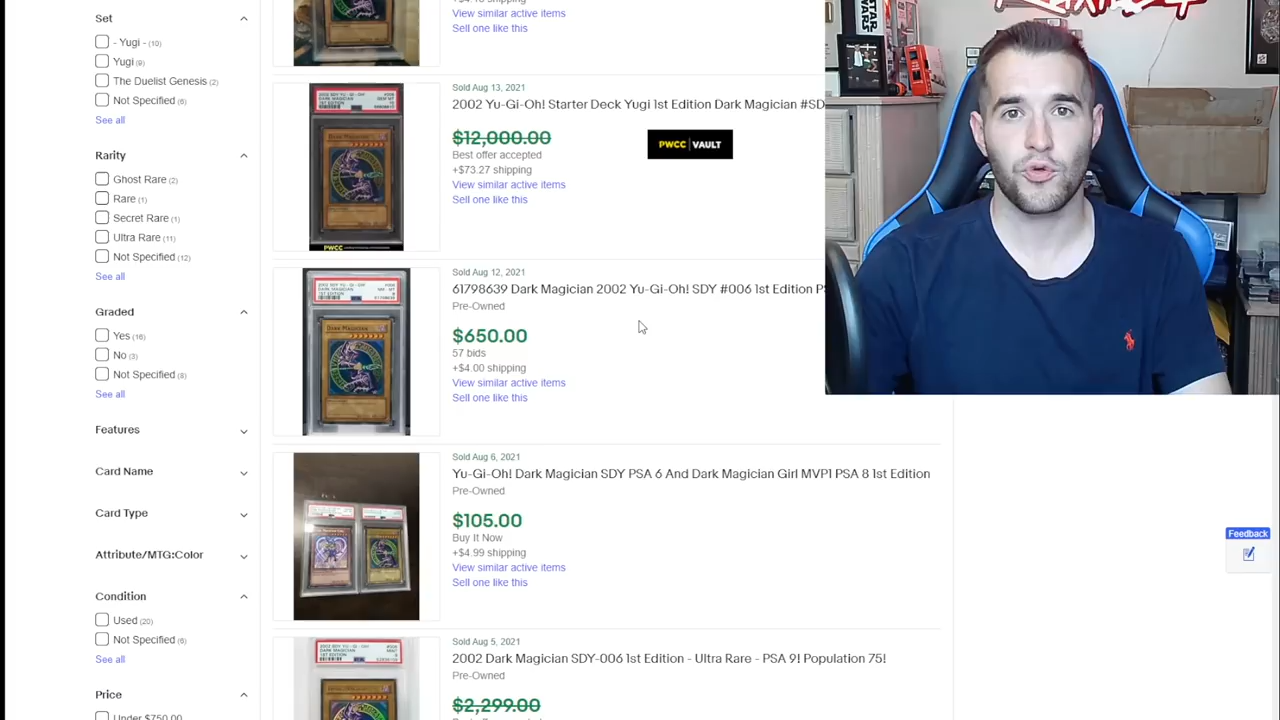 Set
- Yugi - (10)
Yugi (9)
The Duelist Genesis (2)
Not Specified (6)
See all
Rarity
Ghost Rare (2)
Rare (1)
Secret Rare (1)
Ultra Rare (11)
Not Specified (12)
See all
Graded
Yes (16)
No (3)
Not Specified (8)
See all
Features
Card Name
Card Type
Attribute/MTG:Color
Condition
Used (20)
Not Specified (6)
See all
Price
Under $750.00
View similar active items
Sell one like this
Sold Aug 13, 2021
2002 Yu-Gi-Oh! Starter Deck Yugi 1st Edition Dark Magician #SD
$12,000.00
Best offer accepted
+$73.27 shipping
View similar active items
Sell one like this
PWCC | VAULT
PWCC
Sold Aug 12, 2021
61798639 Dark Magician 2002 Yu-Gi-Oh! SDY #006 1st Edition PS
Pre-Owned
$650.00
57 bids
+$4.00 shipping
View similar active items
Sell one like this
Sold Aug 6, 2021
Yu-Gi-Oh! Dark Magician SDY PSA 6 And Dark Magician Girl MVP1 PSA 8 1st Edition
Pre-Owned
$105.00
Buy It Now
+$4.99 shipping
View similar active items
Sell one like this
Sold Aug 5, 2021
2002 Dark Magician SDY-006 1st Edition - Ultra Rare - PSA 9! Population 75!
Pre-Owned
$2,299.00
Feedback
STAR
WARS